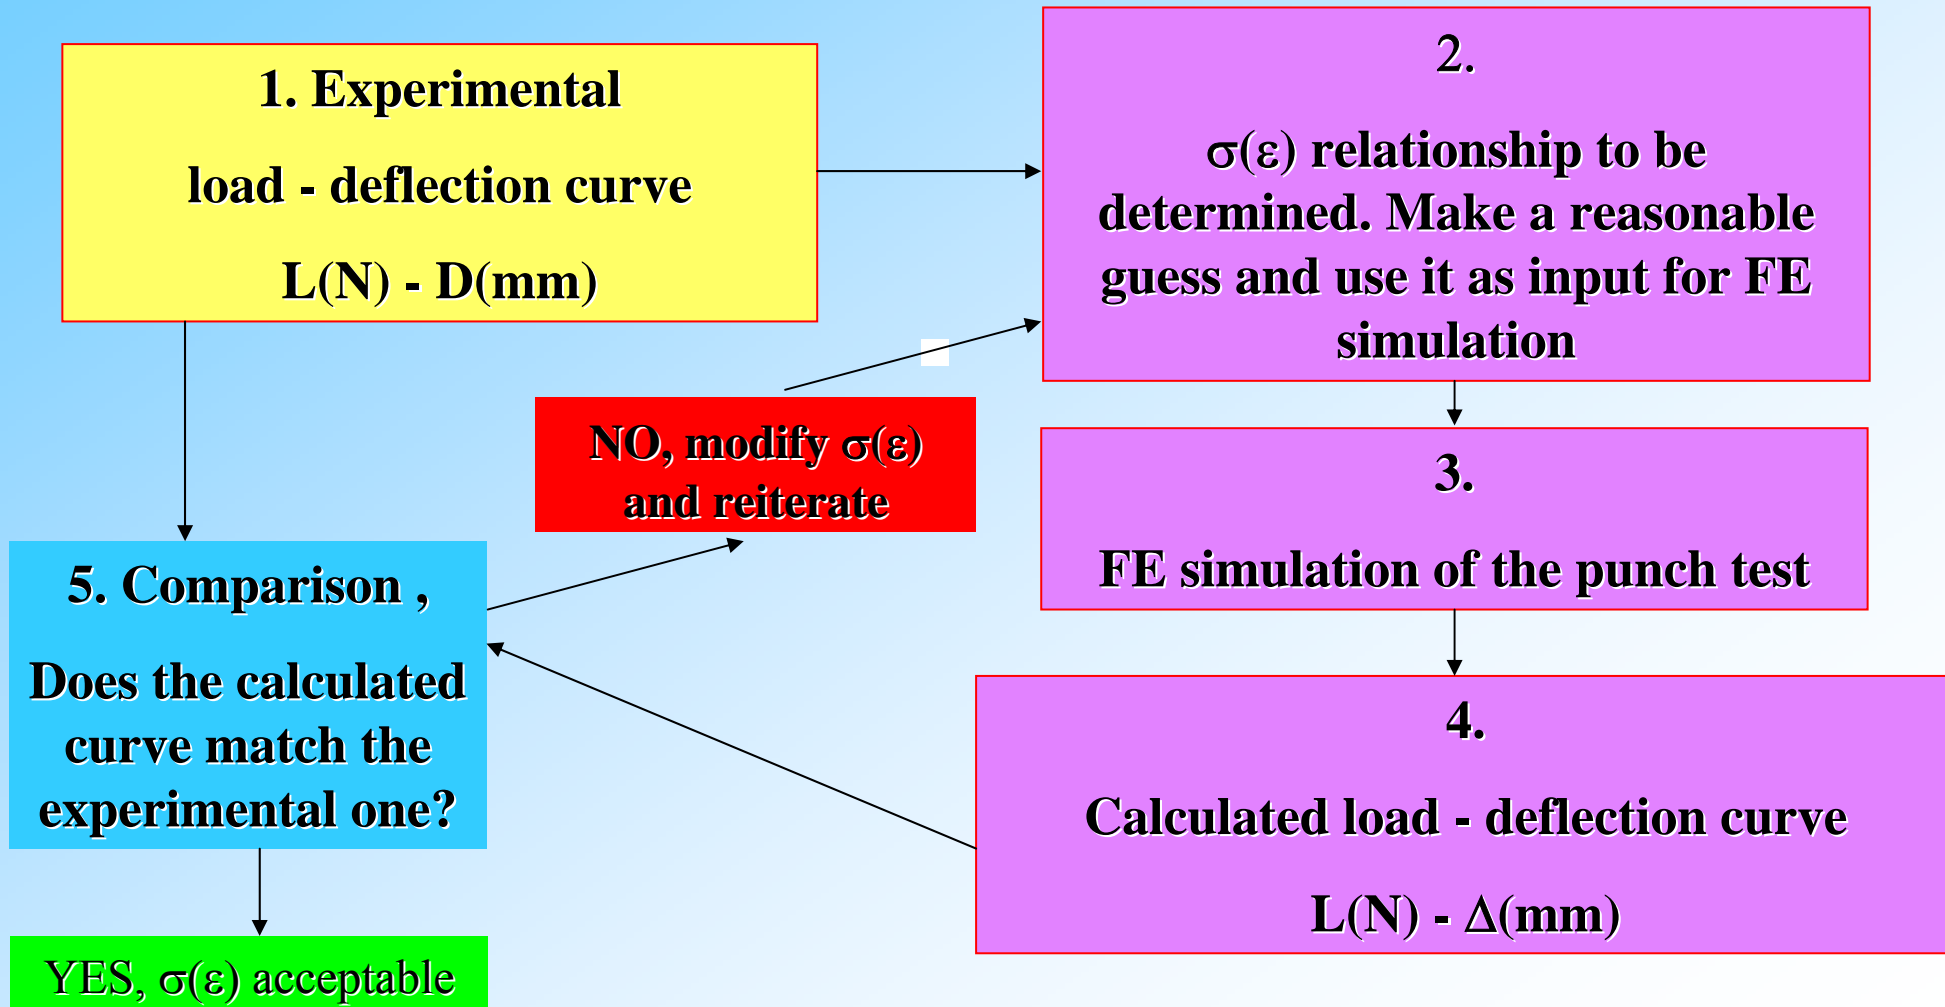 1. Experimental
load - deflection curve
L(N) - D(mm)
2.
σ(ε) relationship to be
determined. Make a reasonable
guess and use it as input for FE
simulation
NO, modify σ(ε)
and reiterate
3.
FE simulation of the punch test
5. Comparison ,
Does the calculated
curve match the
experimental one?
4.
Calculated load - deflection curve
L(N) - Δ(mm)
YES, σ(ε) acceptable